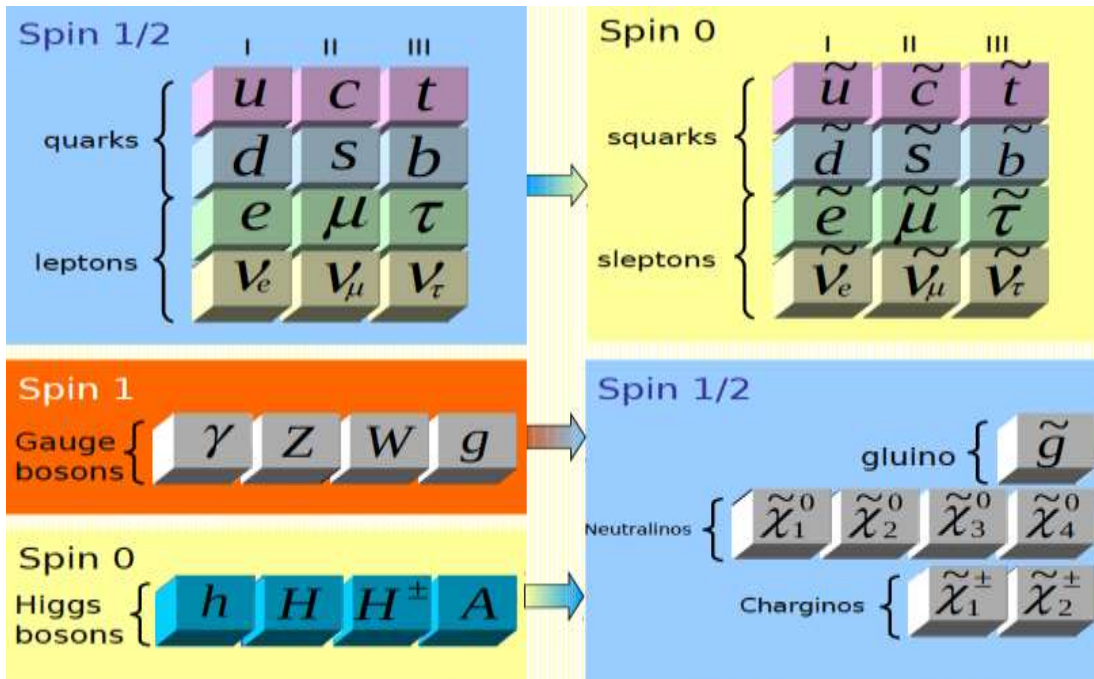 Spin 1/2
I II III
quarks
u c t
d s b
leptons
e μ τ
νe νμ ντ
Spin 0
I II III
squarks
ũ c̃ t̃
d̃ s̃ b̃
sleptons
ẽ μ̃ τ̃
ν̃e ν̃μ ν̃τ
Spin 1
Gauge
bosons
γ Z W g
Spin 0
Higgs
bosons
h H H± A
Spin 1/2
gluino
g̃
Neutralinos
χ̃⁰₁ χ̃⁰₂ χ̃⁰₃ χ̃⁰₄
Charginos
χ̃±₁ χ̃±₂